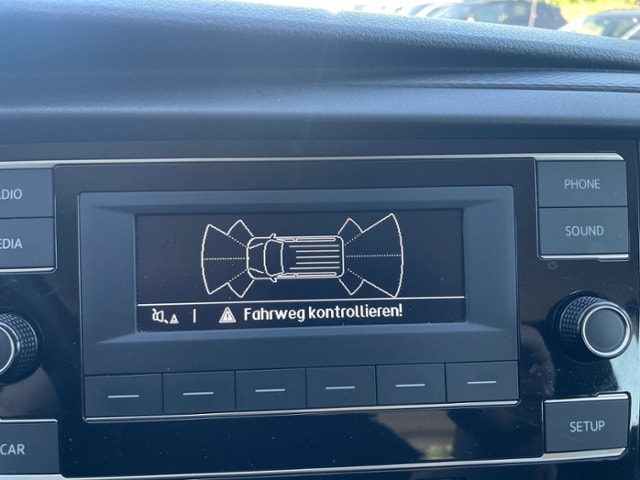 ADIO
EDIA
CAR
Fahrweg kontrollieren!
PHONE
SOUND
SETUP